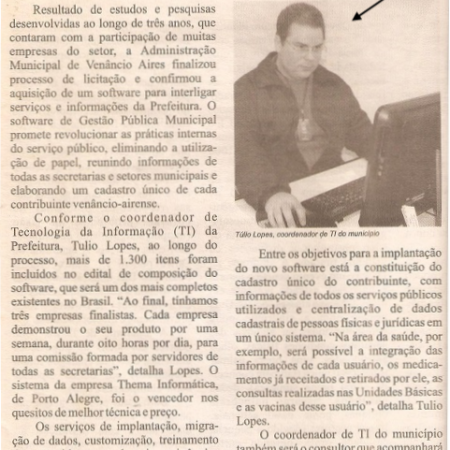 Resultado de estudos e pesquisas
desenvolvidas ao longo de três anos, que
contaram com a participação de muitas
empresas do setor, a Administração
Municipal de Venâncio Aires finalizou
processo de licitação e confirmou a
aquisição de um software para interligar
serviços e informações da Prefeitura. O
software de Gestão Pública Municipal
promete revolucionar as práticas internas
do serviço público, eliminando a utiliza-
ção de papel, reunindo informações de
todas as secretarias e setores municipais e
elaborando um cadastro único de cada
contribuinte venâncio-airense.
Conforme o coordenador de
Tecnologia da Informação (TI) da
Prefeitura, Tulio Lopes, ao longo do
processo, mais de 1.300 itens foram
incluidos no edital de composição do
software, que será um dos mais completos
existentes no Brasil. “Ao final, tínhamos
três empresas finalistas. Cada empresa
demonstrou o seu produto por uma
semana, durante oito horas por dia, para
uma comissão formada por servidores de
todas as secretarias”, detalha Lopes. O
sistema da empresa Thema Informática,
de Porto Alegre, foi o vencedor nos
quesitos de melhor técnica e preço.
Os serviços de implantação, migra-
ção de dados, customização, treinamento
Túlio Lopes, coordenador de TI do município
Entre os objetivos para a implantação
do novo software está a constituição do
cadastro único do contribuinte, com
informações de todos os serviços públicos
utilizados e centralização de dados
cadastrais de pessoas físicas e jurídicas em
um único sistema. “Na área da saúde, por
exemplo, será possível a integração das
informações de cada usuário, os medica-
mentos já receitados e retirados por ele, as
consultas realizadas nas Unidades Básicas
e as vacinas desse usuário”, detalha Tulio
Lopes.
O coordenador de TI do município
também será o consultor que acompanhará